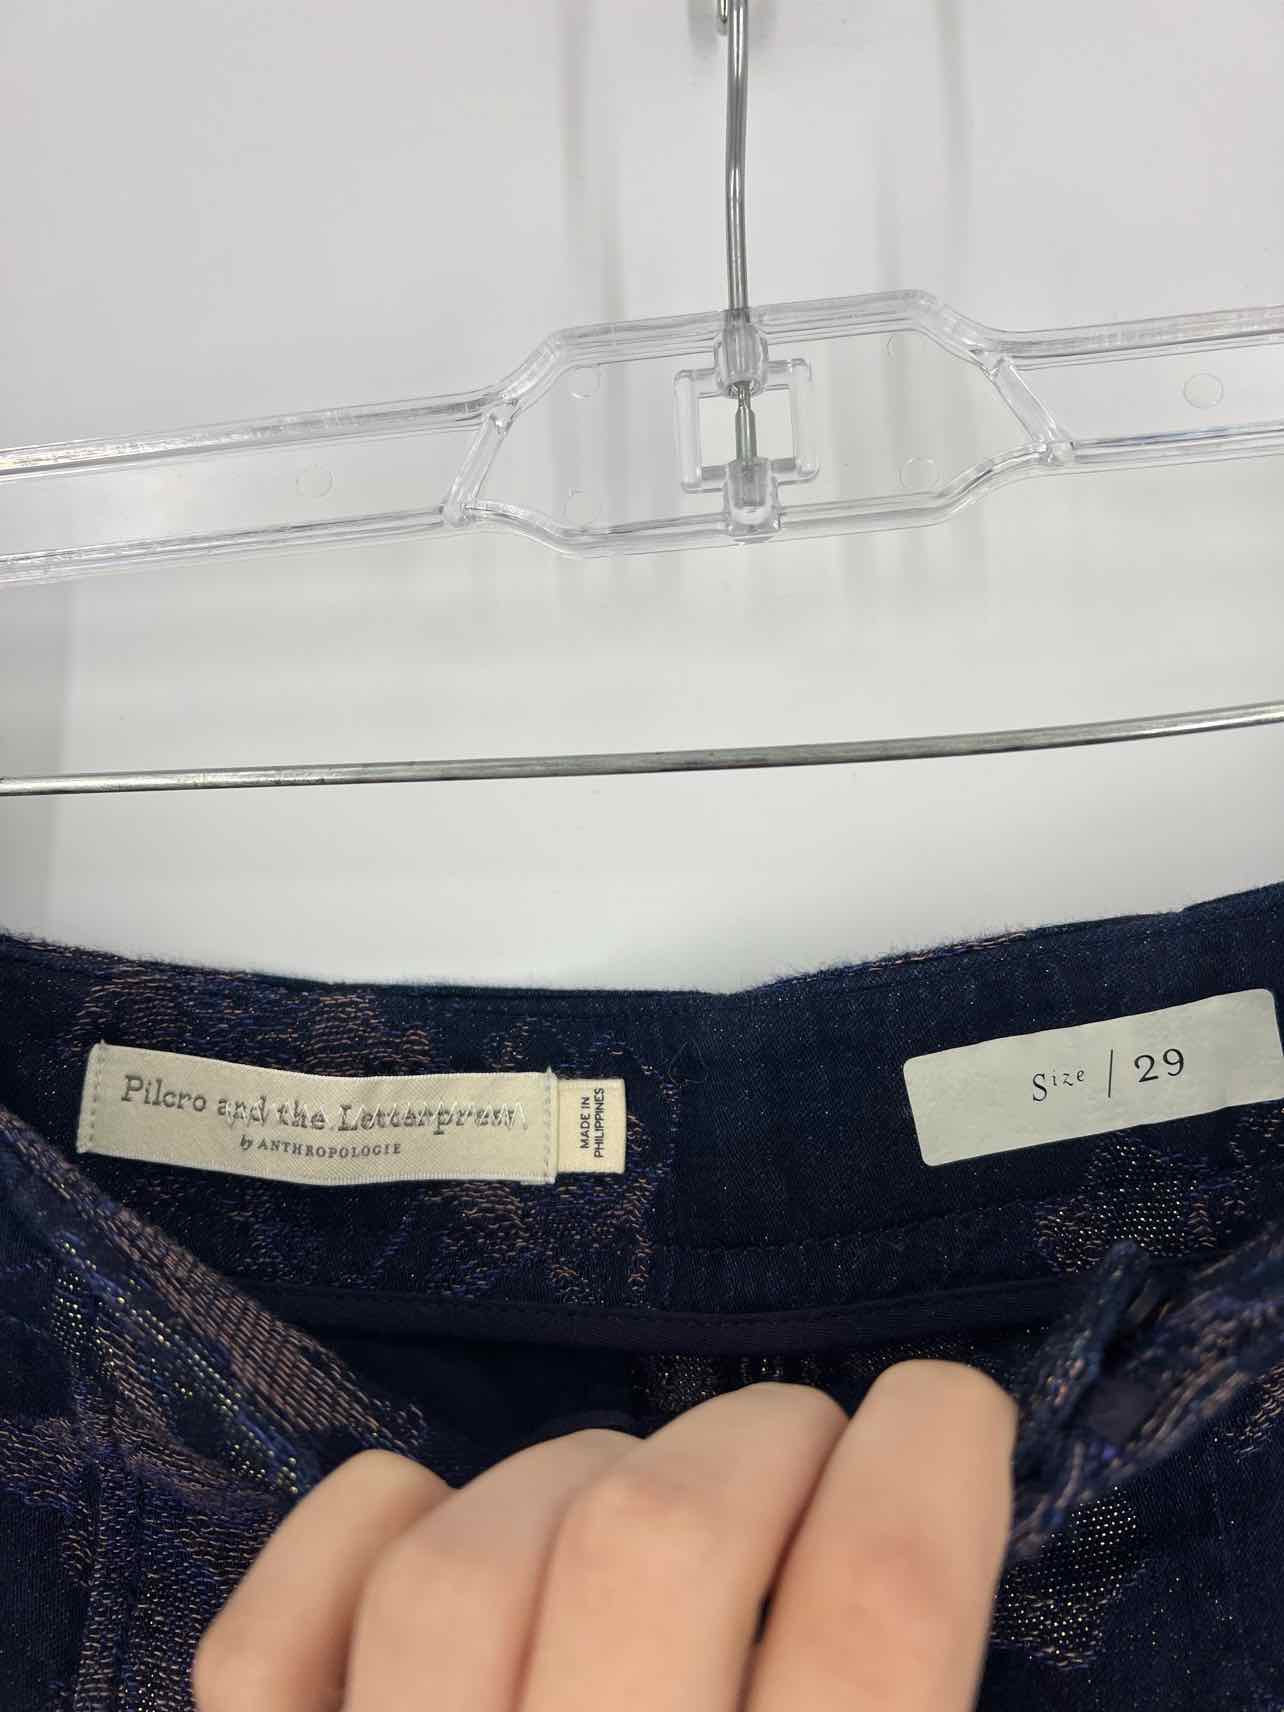 Pilcro and the Letterpress
by ANTHROPOLOGIE
MADE IN
PHILIPPINES
Size / 29